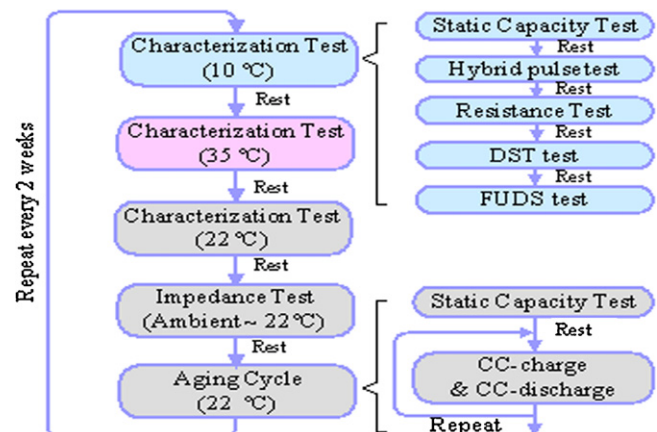 Repeat every 2 weeks
Characterization Test
(10 °C)
Rest
Characterization Test
(35 °C)
Rest
Characterization Test
(22 °C)
Rest
Impedance Test
(Ambient~ 22°C)
Rest
Aging Cycle
(22 °C)
Static Capacity Test
Rest
Hybrid pulsetest
Rest
Resistance Test
Rest
DST test
Rest
FUDS test
Static Capacity Test
Rest
CC-charge
& CC-discharge
Repeat